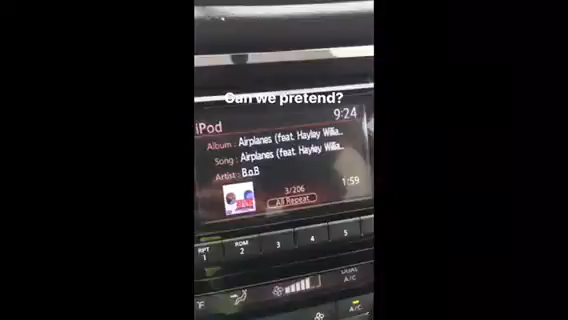 Can we pretend?
9:24
iPod
Album : Airplanes (feat. Hayley Willia...
Song : Airplanes (feat. Hayley Willia...
Artist : B.o.B
3/206
1:59
All Repeat
RPT 1
RDM 2
3
4
5
DUAL
A/C
A/C